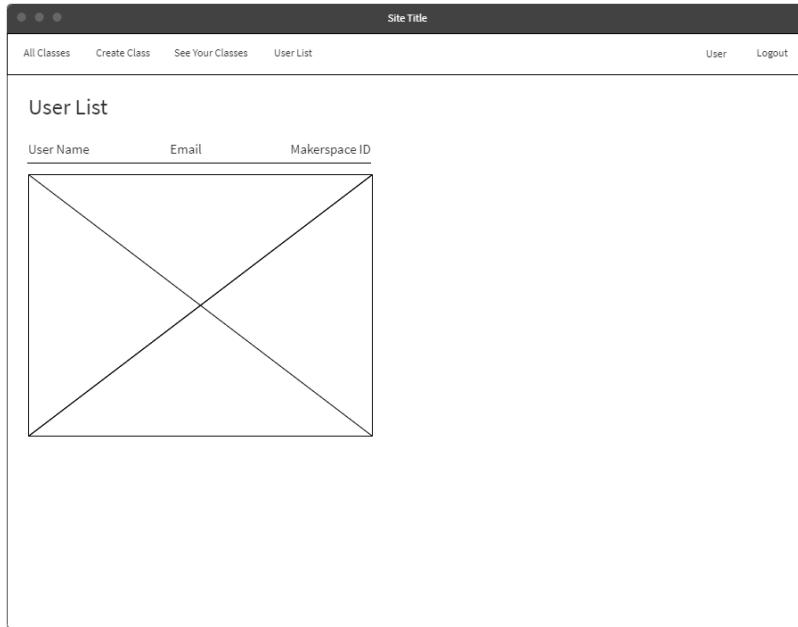 Site Title
All Classes Create Class See Your Classes User List User Logout
User List
User Name Email Makerspace ID